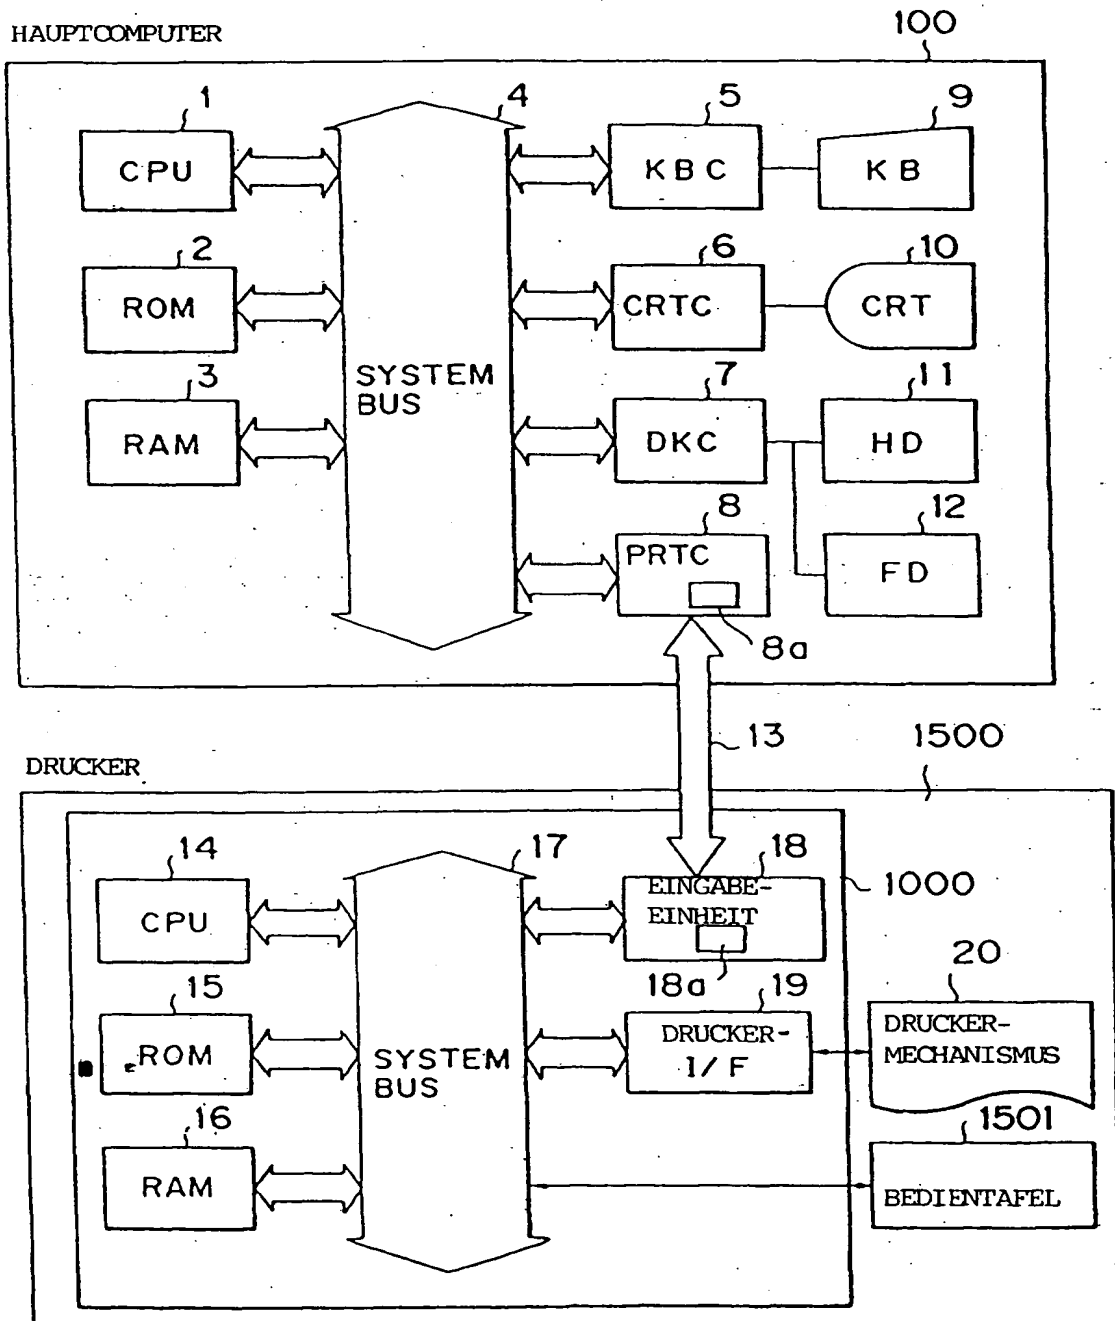 HAUPTCOMPUTER
100
1
4
5
9
CPU
KBC
KB
2
6
10
ROM
CRTC
CRT
3
SYSTEM
BUS
7
11
RAM
DKC
HD
8
12
PRTC
FD
8a
13
1500
DRUCKER
14
17
18
1000
CPU
EINGABE-
EINHEIT
18a
15
19
20
ROM
SYSTEM
BUS
DRUCKER-
I/F
DRUCKER-
MECHANISMUS
16
1501
RAM
BEDIENTAFEL